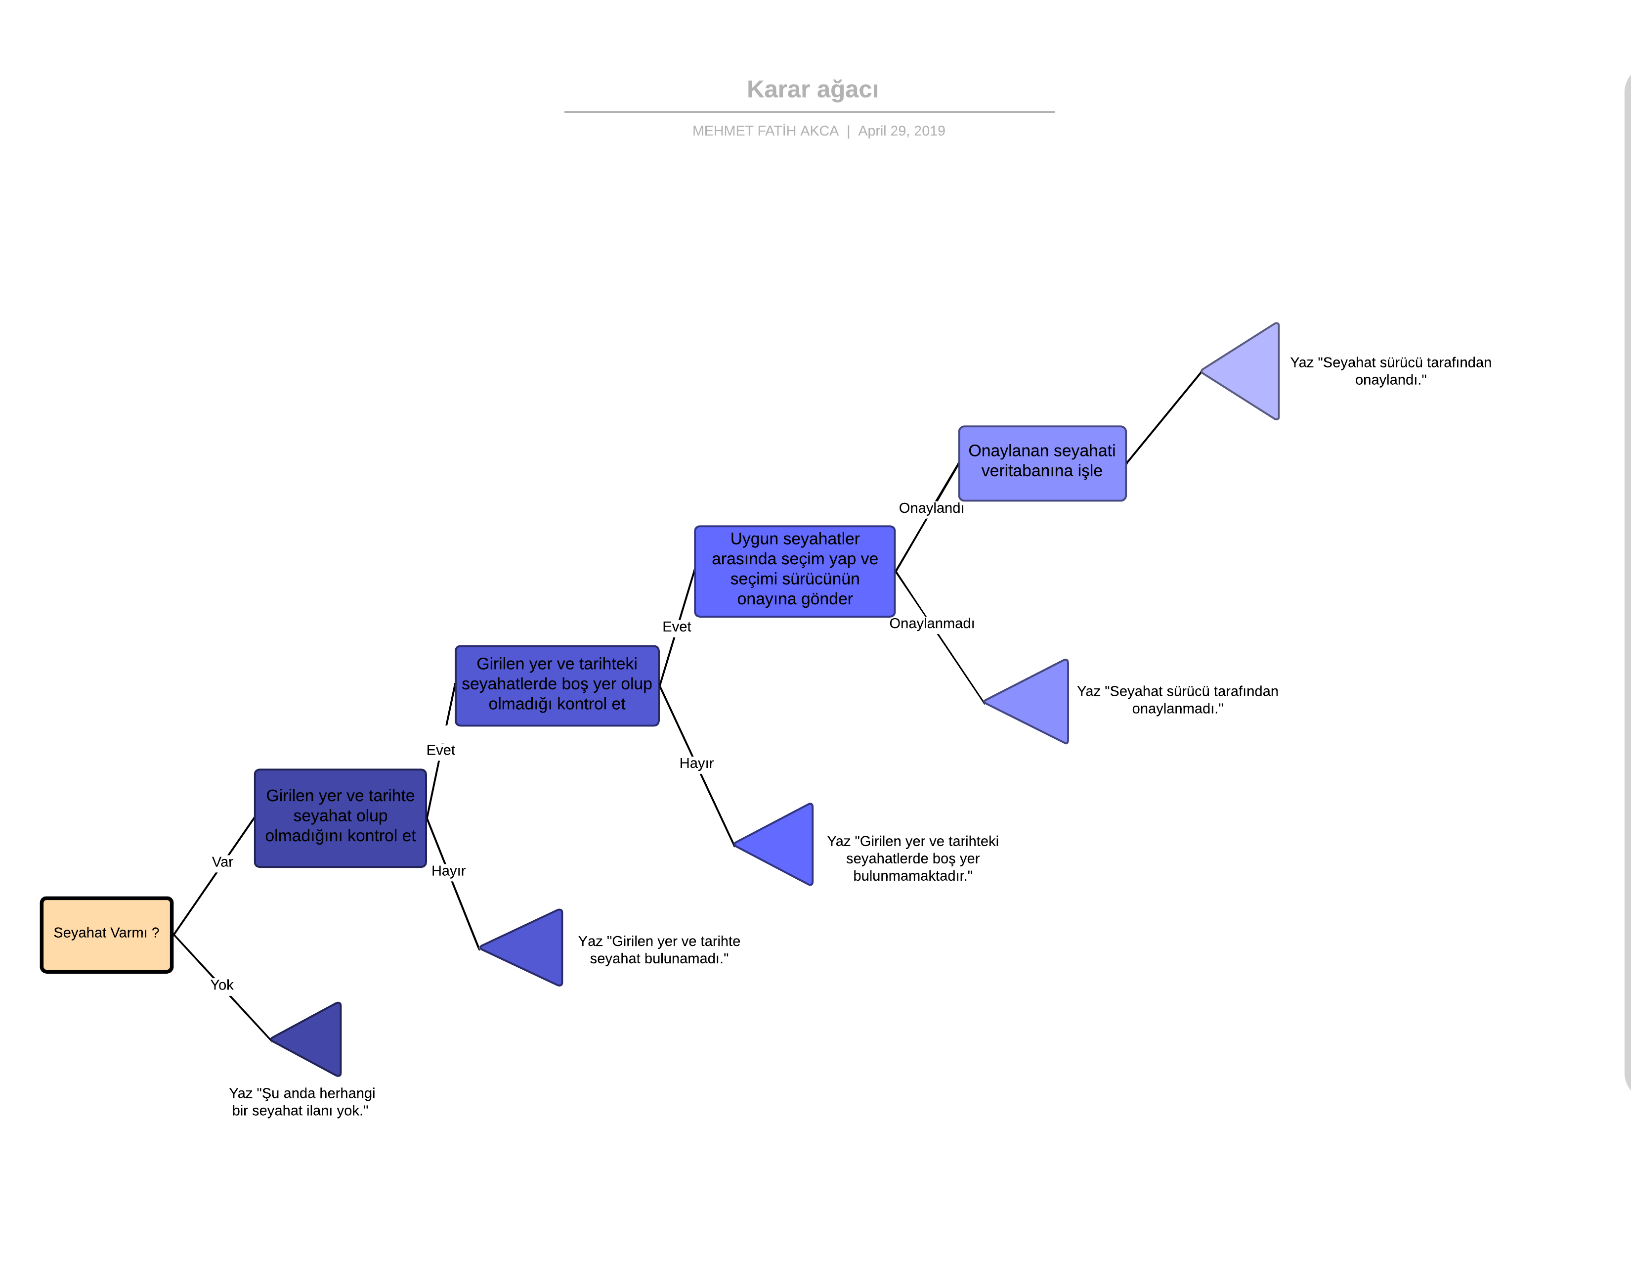 Karar ağacı
MEHMET FATİH AKCA | April 29, 2019
Yaz "Seyahat sürücü tarafından
onaylandı."
Onaylanan seyahati
veritabanına işle
Onaylandı
Uygun seyahatler
arasında seçim yap ve
seçimi sürücünün
onayına gönder
Onaylanmadı
Evet
Girilen yer ve tarihteki
seyahatlerde boş yer olup
olmadığı kontrol et
Yaz "Seyahat sürücü tarafından
onaylanmadı."
Evet
Hayır
Girilen yer ve tarihte
seyahat olup
olmadığını kontrol et
Yaz "Girilen yer ve tarihteki
seyahatlerde boş yer
bulunmamaktadır."
Var
Hayır
Seyahat Varmı ?
Yaz "Girilen yer ve tarihte
seyahat bulunamadı."
Yok
Yaz "Şu anda herhangi
bir seyahat ilanı yok."